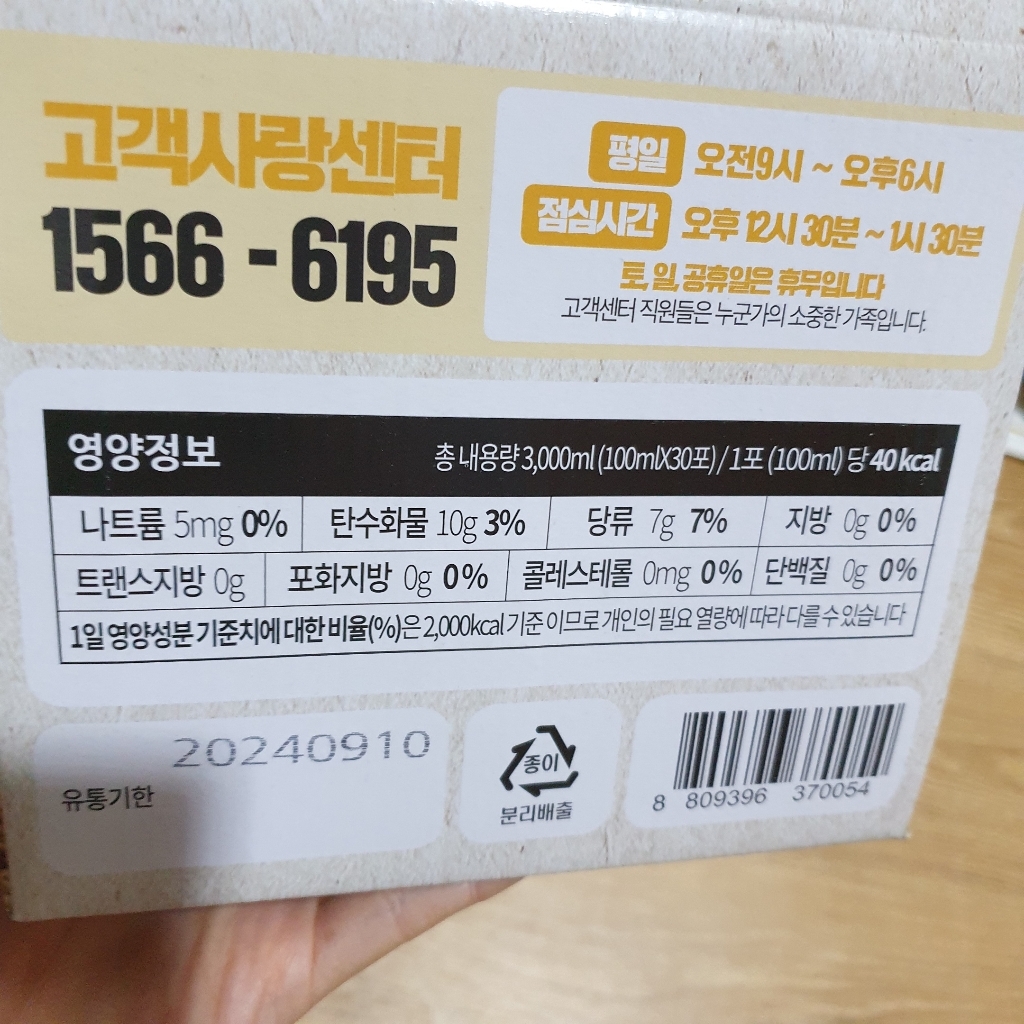 고객사랑센터
1566 - 6195
평일 오전9시 ~ 오후6시
점심시간 오후 12시 30분 ~ 1시 30분
토, 일, 공휴일은 휴무입니다
고객센터 직원들은 누군가의 소중한 가족입니다.
영양정보 총 내용량 3,000ml (100mlX30포) / 1포 (100ml) 당 40 kcal
나트륨 5mg 0% 탄수화물 10g 3% 당류 7g 7% 지방 0g 0%
트랜스지방 0g 포화지방 0g 0% 콜레스테롤 0mg 0% 단백질 0g 0%
1일 영양성분 기준치에 대한 비율(%)은 2,000kcal 기준 이므로 개인의 필요 열량에 따라 다를 수 있습니다
20240910
유통기한
종이
분리배출
8 809396 370054